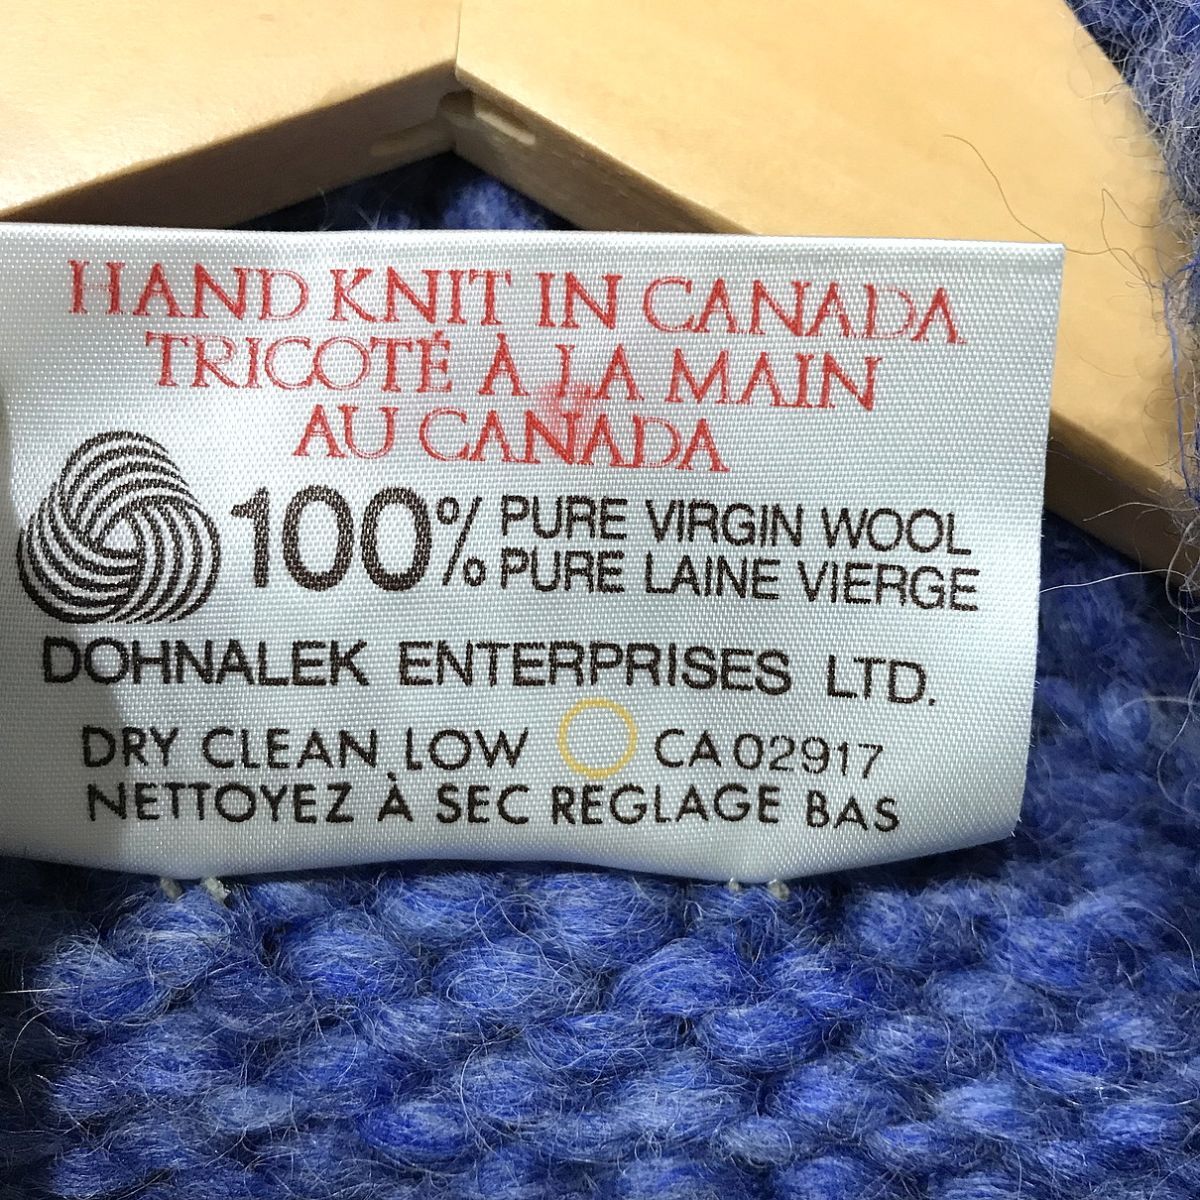 HAND KNIT IN CANADA
TRICOTÉ À LA MAIN
AU CANADA
100% PURE VIRGIN WOOL
PURE LAINE VIERGE
DOHNALEK ENTERPRISES LTD.
DRY CLEAN LOW CA 02917
NETTOYEZ À SEC REGLAGE BAS